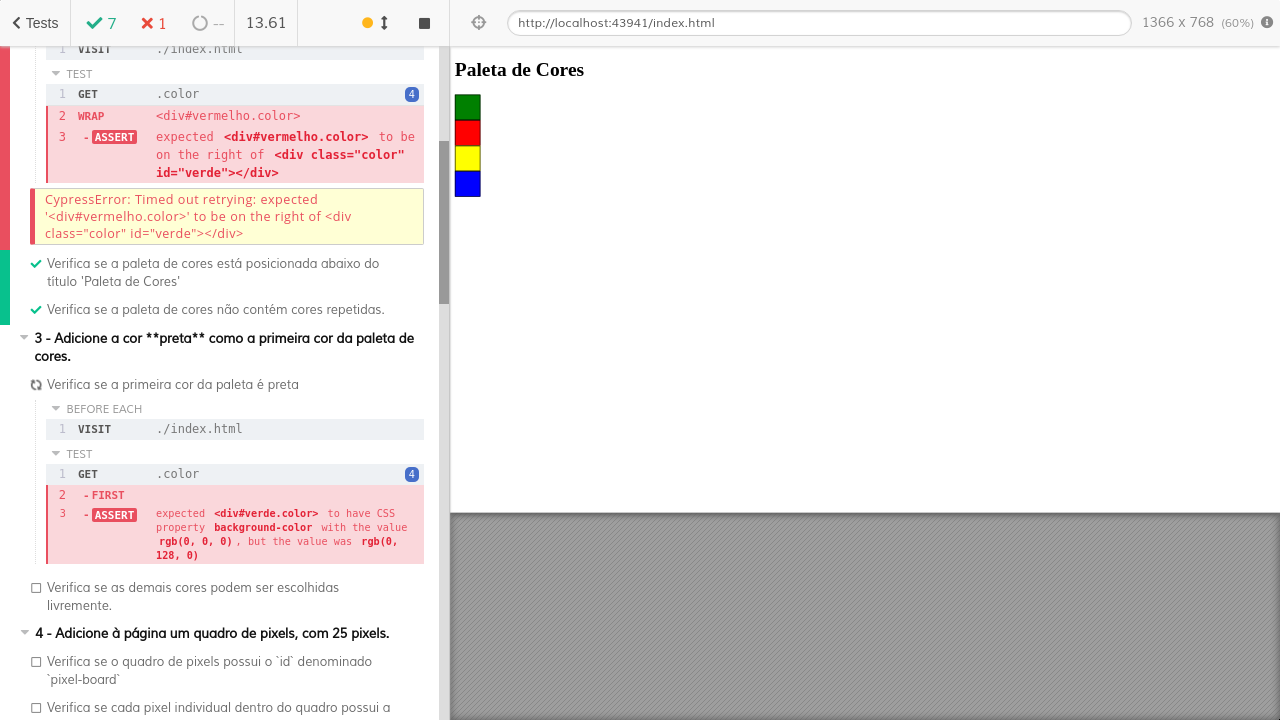 Tests 7 1 -- 13.61
http://localhost:43941/index.html 1366 x 768 (60%)
1 VISIT ./index.html
TEST
1 GET .color 4
2 WRAP <div#vermelho.color>
3 - ASSERT expected <div#vermelho.color> to be
on the right of <div class="color"
id="verde"></div>
CypressError: Timed out retrying: expected
'<div#vermelho.color>' to be on the right of <div
class="color" id="verde"></div>
Verifica se a paleta de cores está posicionada abaixo do
título 'Paleta de Cores'
Verifica se a paleta de cores não contém cores repetidas.
3 - Adicione a cor **preta** como a primeira cor da paleta de
cores.
Verifica se a primeira cor da paleta é preta
BEFORE EACH
1 VISIT ./index.html
TEST
1 GET .color 4
2 - FIRST
3 - ASSERT expected <div#verde.color> to have CSS
property background-color with the value
rgb(0, 0, 0), but the value was rgb(0,
128, 0)
Verifica se as demais cores podem ser escolhidas
livremente.
4 - Adicione à página um quadro de pixels, com 25 pixels.
Verifica se o quadro de pixels possui o `id` denominado
`pixel-board`
Verifica se cada pixel individual dentro do quadro possui a
Paleta de Cores